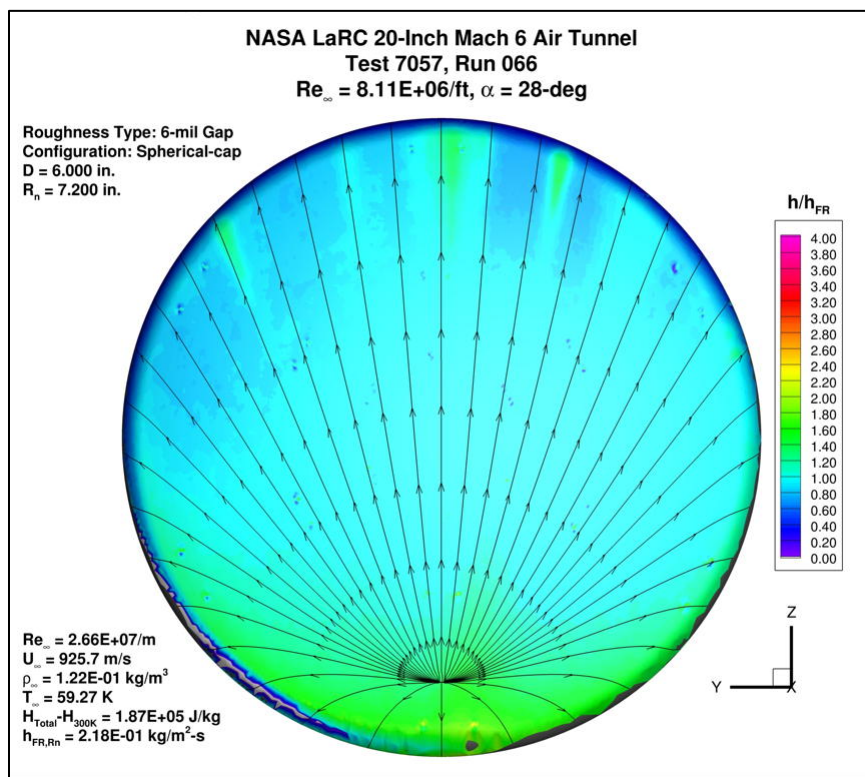 NASA LaRC 20-Inch Mach 6 Air Tunnel
Test 7057, Run 066
Re∞ = 8.11E+06/ft, α = 28-deg
Roughness Type: 6-mil Gap
Configuration: Spherical-cap
D = 6.000 in.
Rn = 7.200 in.
h/hFR
4.00
3.80
3.60
3.40
3.20
3.00
2.80
2.60
2.40
2.20
2.00
1.80
1.60
1.40
1.20
1.00
0.80
0.60
0.40
0.20
0.00
Re∞ = 2.66E+07/m
U∞ = 925.7 m/s
ρ∞ = 1.22E-01 kg/m³
T∞ = 59.27 K
HTotal-H300K = 1.87E+05 J/kg
hFR,Rn = 2.18E-01 kg/m²-s
Z
Y
X